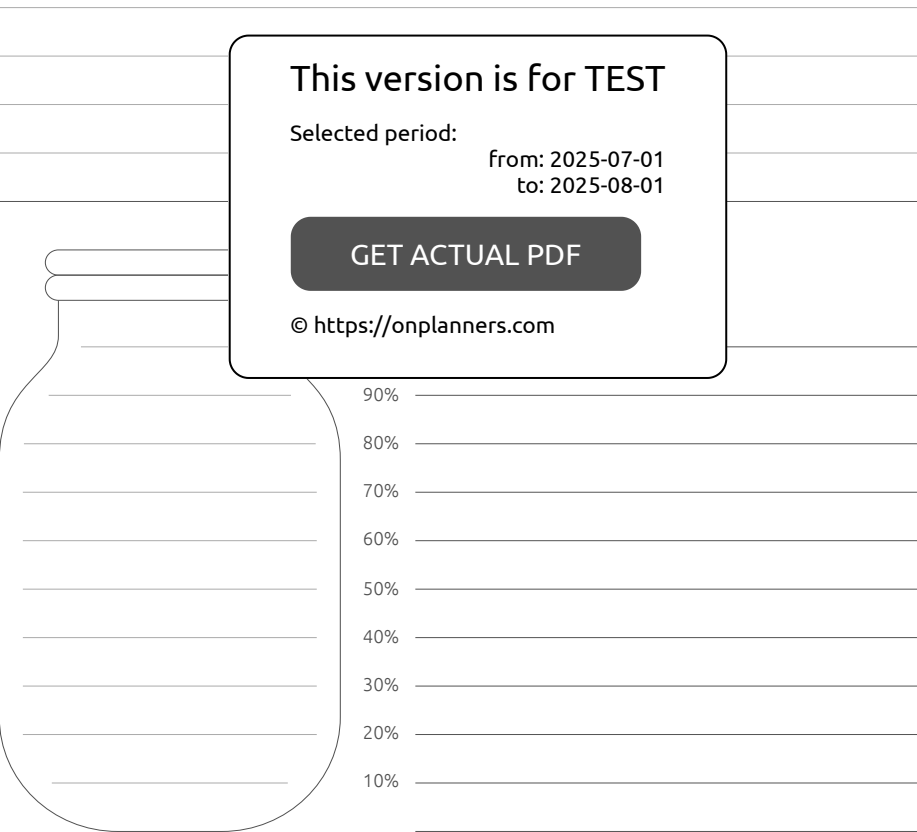 This version is for TEST
Selected period:
from: 2025-07-01
to: 2025-08-01
GET ACTUAL PDF
© https://onplanners.com
90%
80%
70%
60%
50%
40%
30%
20%
10%